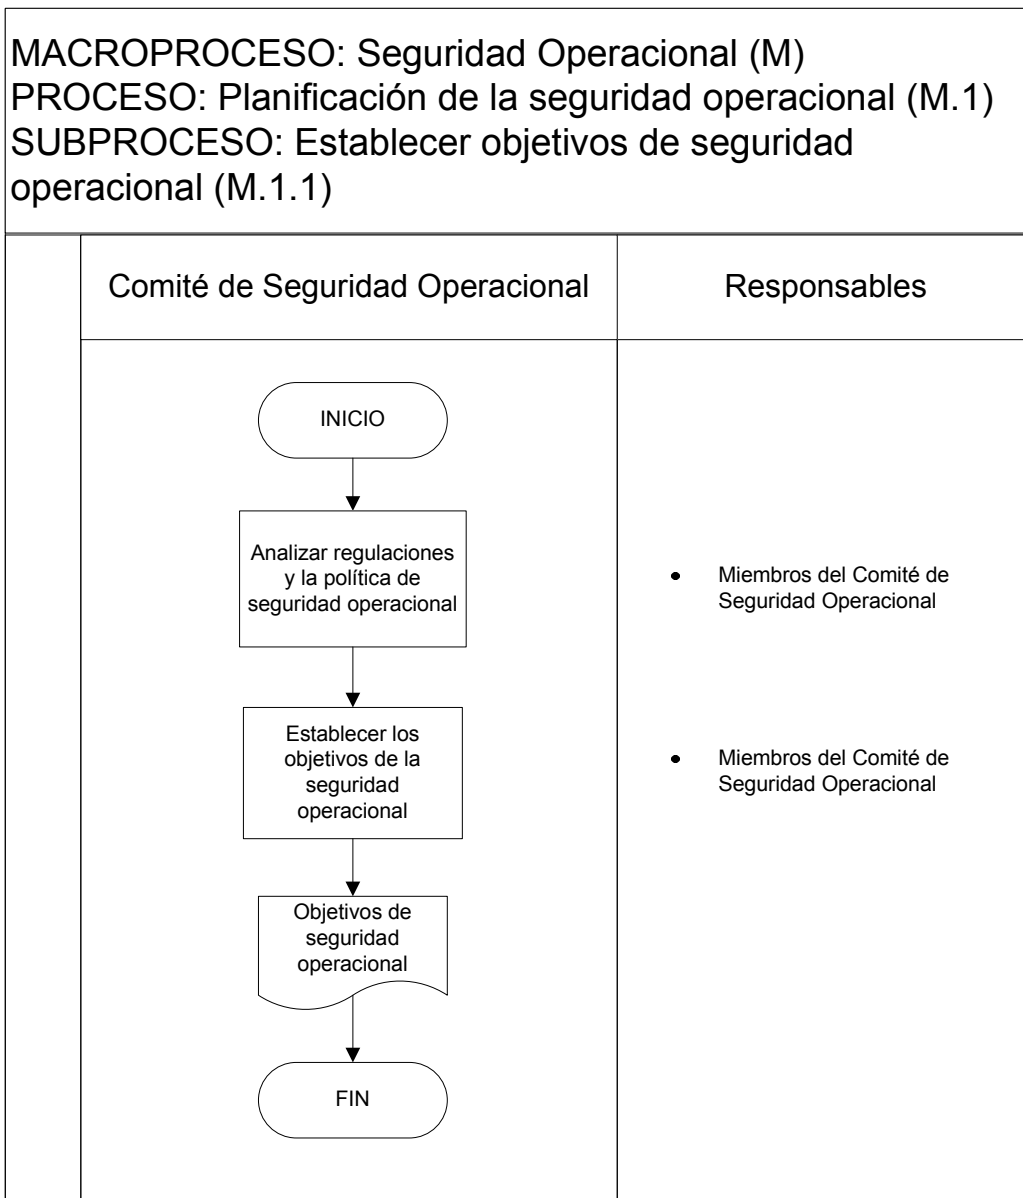 MACROPROCESO: Seguridad Operacional (M)
PROCESO: Planificación de la seguridad operacional (M.1)
SUBPROCESO: Establecer objetivos de seguridad
operacional (M.1.1)
Comité de Seguridad Operacional
Responsables
INICIO
Analizar regulaciones
y la política de
seguridad operacional
• Miembros del Comité de
Seguridad Operacional
Establecer los
objetivos de la
seguridad
operacional
• Miembros del Comité de
Seguridad Operacional
Objetivos de
seguridad
operacional
FIN